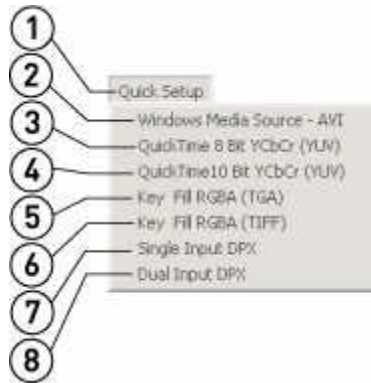 1
Quick Setup
2
Windows Media Source - AVI
3
QuickTime 8 Bit YCbCr (YUV)
4
QuickTime10 Bit YCbCr (YUV)
5
Key Fill RGBA (TGA)
6
Key Fill RGBA (TIFF)
7
Single Input DPX
8
Dual Input DPX